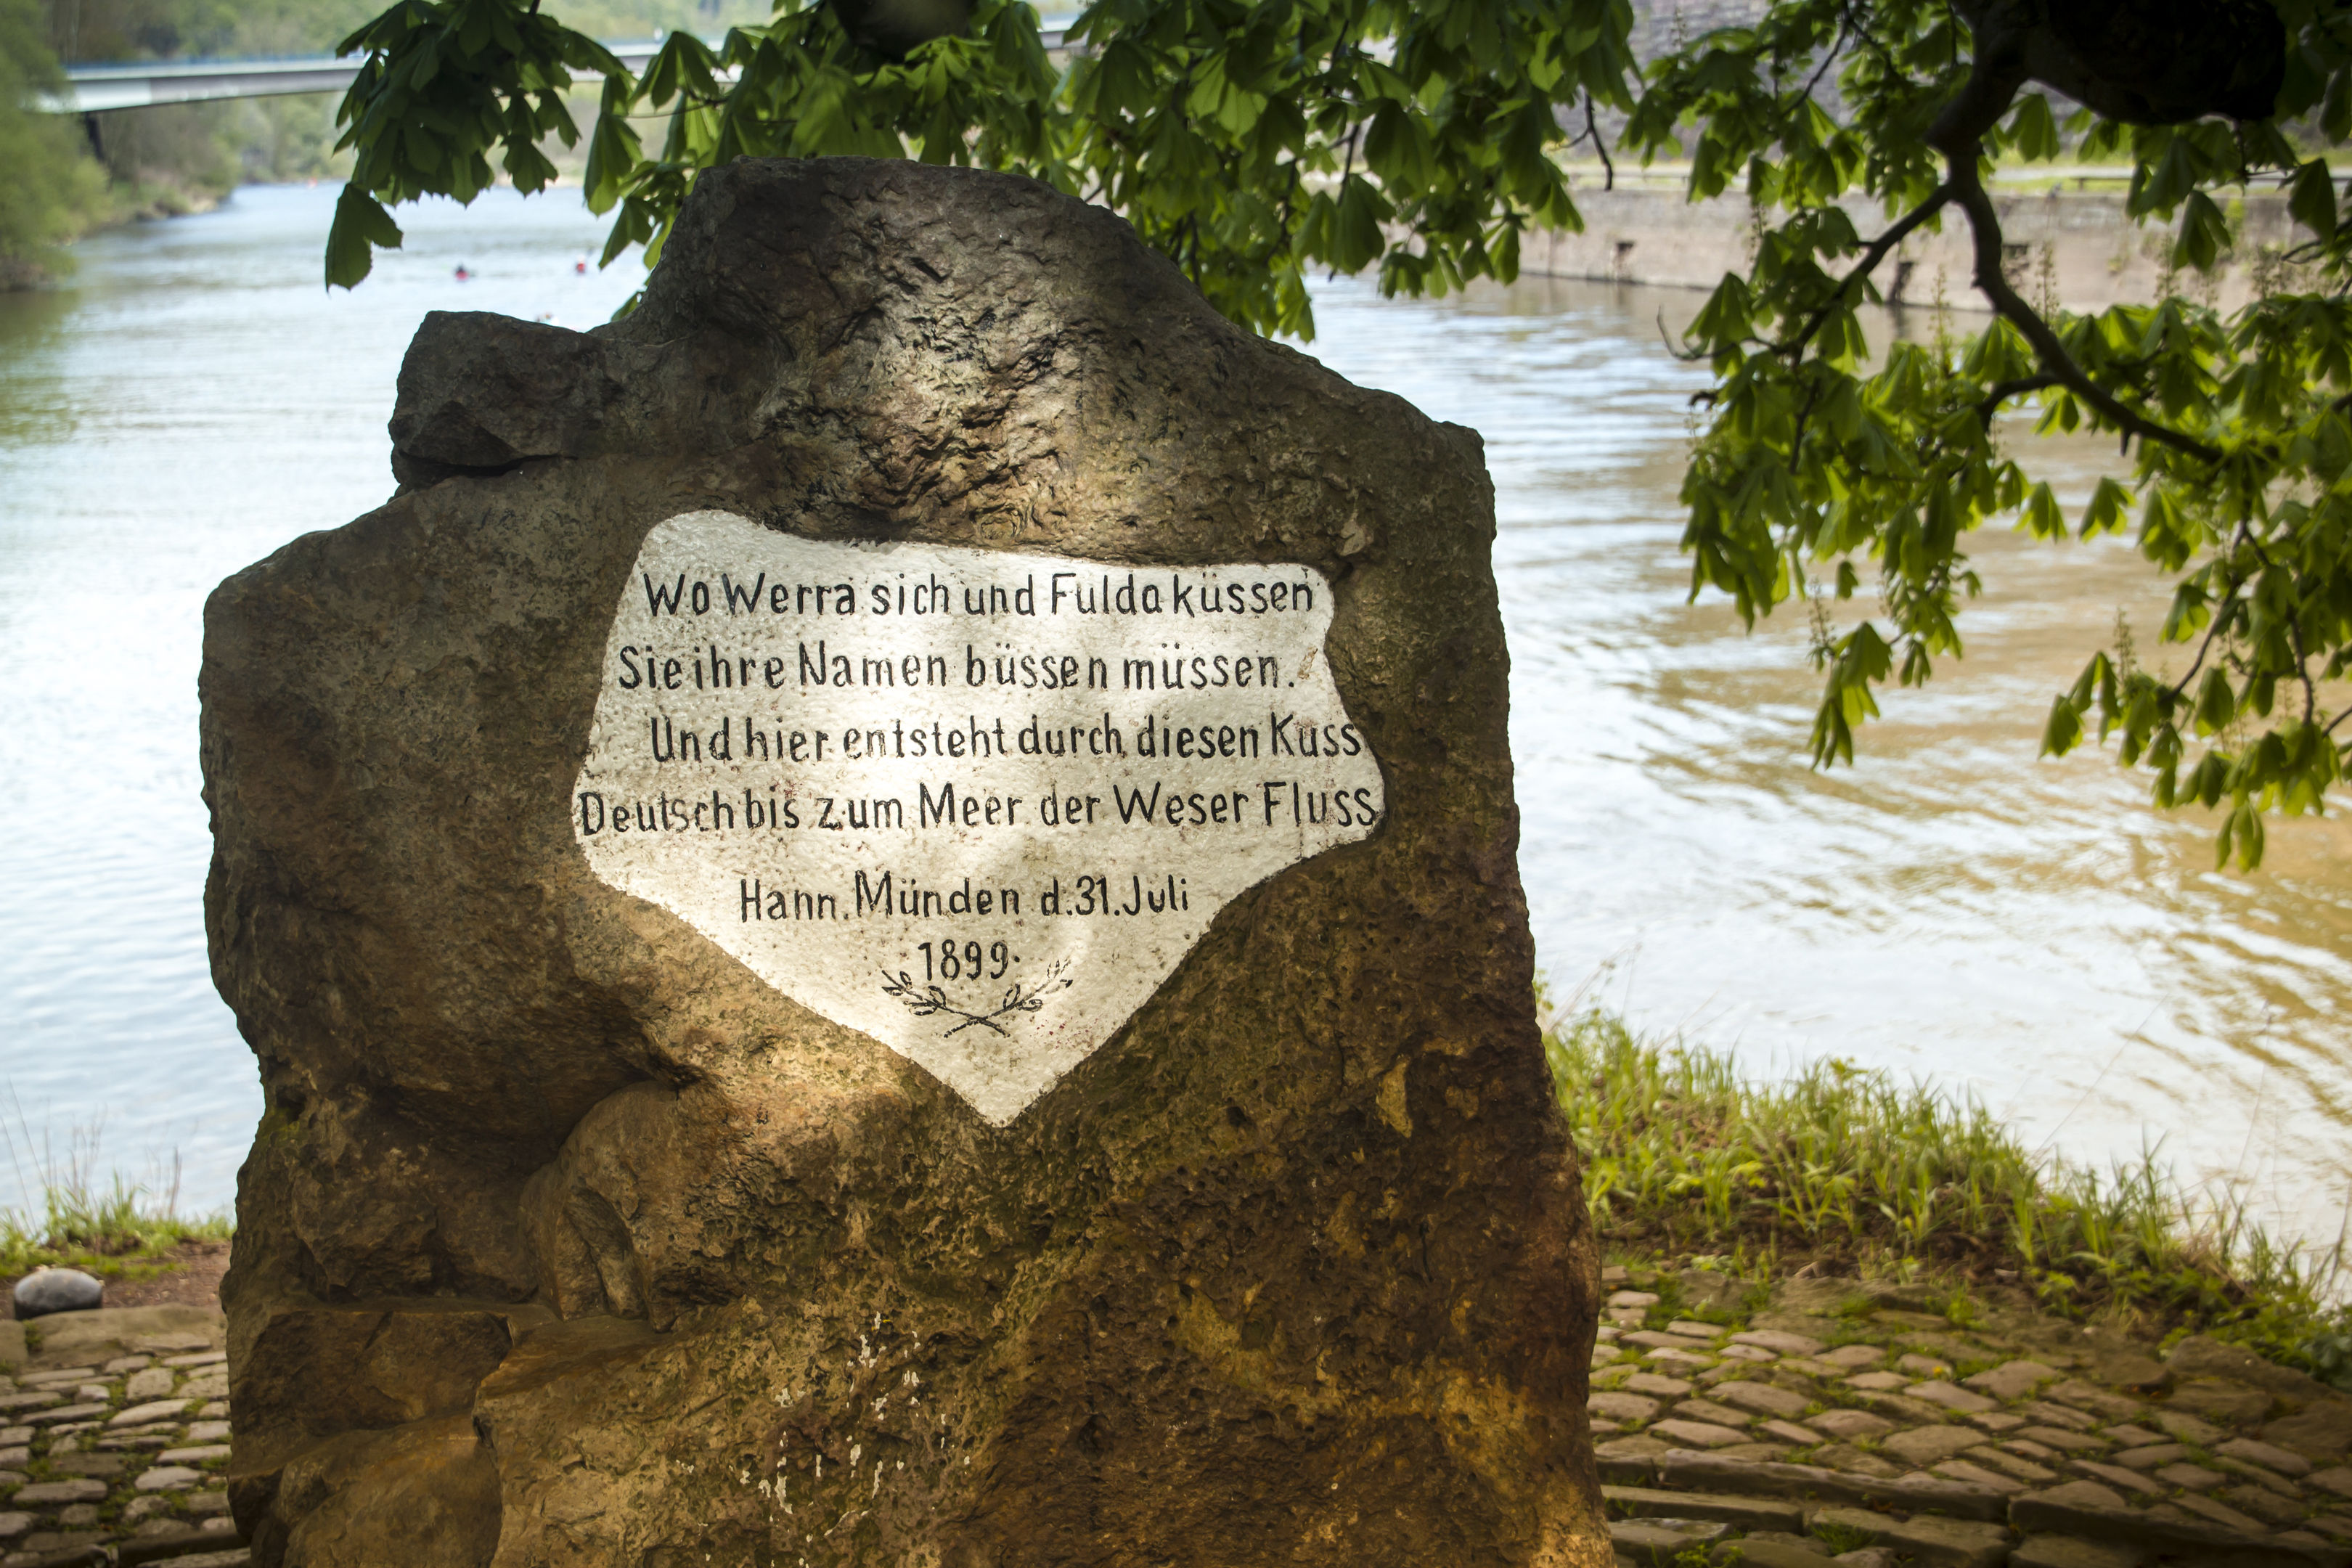 Wo Werra sich und Fulda küssen
Sie ihre Namen büssen müssen.
Und hier entsteht durch diesen Kuss
Deutsch bis zum Meer der Weser Fluss
Hann. Münden d. 31. Juli
1899.